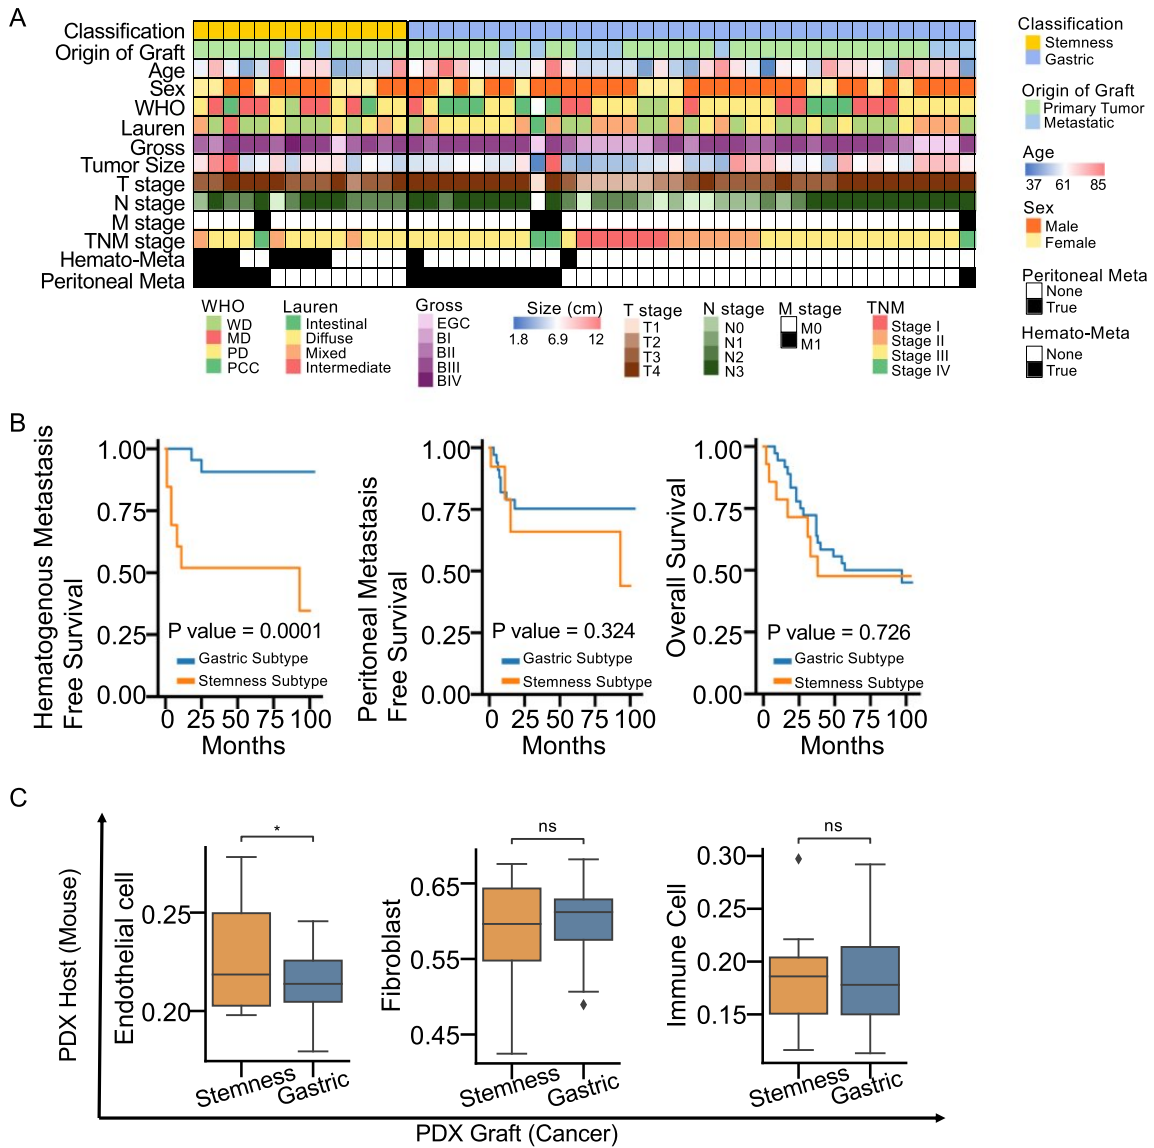 A
Classification
Origin of Graft
Age
Sex
WHO
Lauren
Gross
Tumor Size
T stage
N stage
M stage
TNM stage
Hemato-Meta
Peritoneal Meta
Classification
Stemness
Gastric
Origin of Graft
Primary Tumor
Metastatic
Age
37 61 85
Sex
Male
Female
Peritoneal Meta
None
True
Hemato-Meta
None
True
WHO
WD
MD
PD
PCC
Lauren
Intestinal
Diffuse
Mixed
Intermediate
Gross
EGC
BI
BII
BIII
BIV
Size (cm)
1.8 6.9 12
T stage
T1
T2
T3
T4
N stage
N0
N1
N2
N3
M stage
M0
M1
TNM
Stage I
Stage II
Stage III
Stage IV
B
Hematogenous Metastasis
Free Survival
1.00
0.75
0.50
0.25
0.00
P value = 0.0001
Gastric Subtype
Stemness Subtype
0 25 50 75 100
Months
Peritoneal Metastasis
Free Survival
1.00
0.75
0.50
0.25
0.00
P value = 0.324
Gastric Subtype
Stemness Subtype
0 25 50 75 100
Months
Overall Survival
1.00
0.75
0.50
0.25
0.00
P value = 0.726
Gastric Subtype
Stemness Subtype
0 25 50 75 100
Months
C
PDX Host (Mouse)
Endothelial cell
0.25
0.20
*
Stemness
Gastric
Fibroblast
0.65
0.55
0.45
ns
Stemness
Gastric
Immune Cell
0.30
0.25
0.20
0.15
ns
Stemness
Gastric
PDX Graft (Cancer)